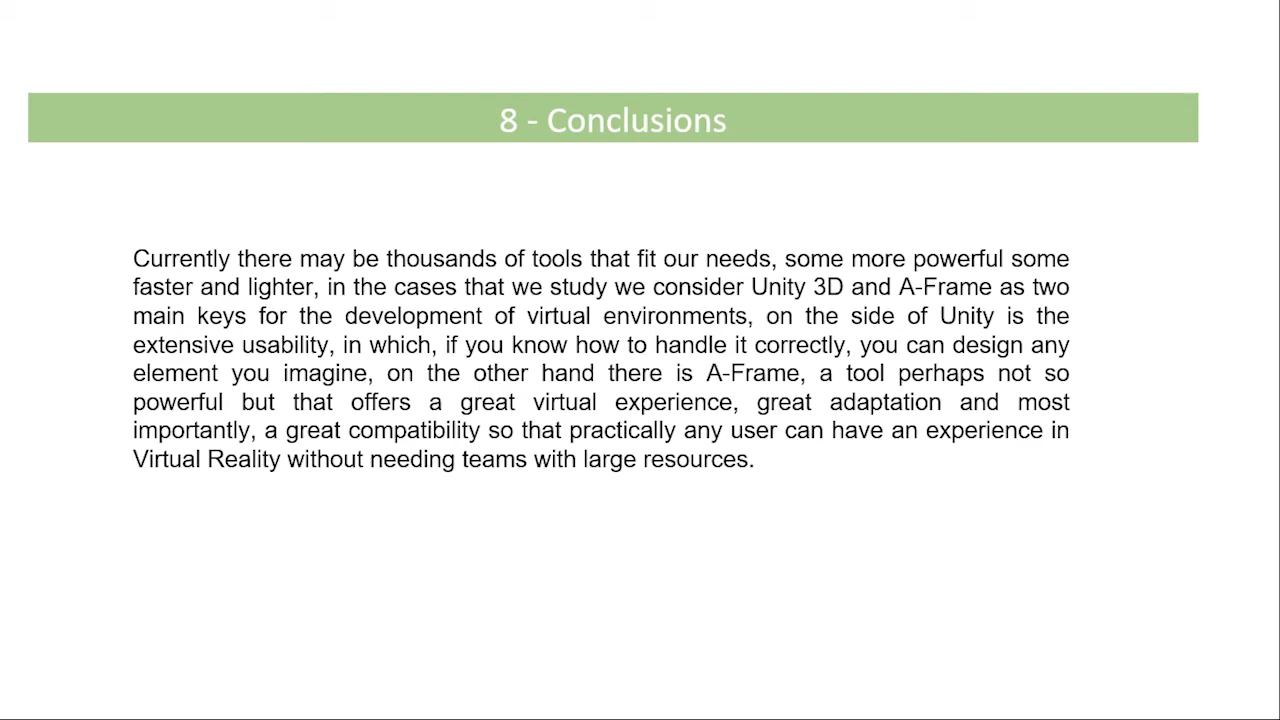 8 - Conclusions
Currently there may be thousands of tools that fit our needs, some more powerful some
faster and lighter, in the cases that we study we consider Unity 3D and A-Frame as two
main keys for the development of virtual environments, on the side of Unity is the
extensive usability, in which, if you know how to handle it correctly, you can design any
element you imagine, on the other hand there is A-Frame, a tool perhaps not so
powerful but that offers a great virtual experience, great adaptation and most
importantly, a great compatibility so that practically any user can have an experience in
Virtual Reality without needing teams with large resources.